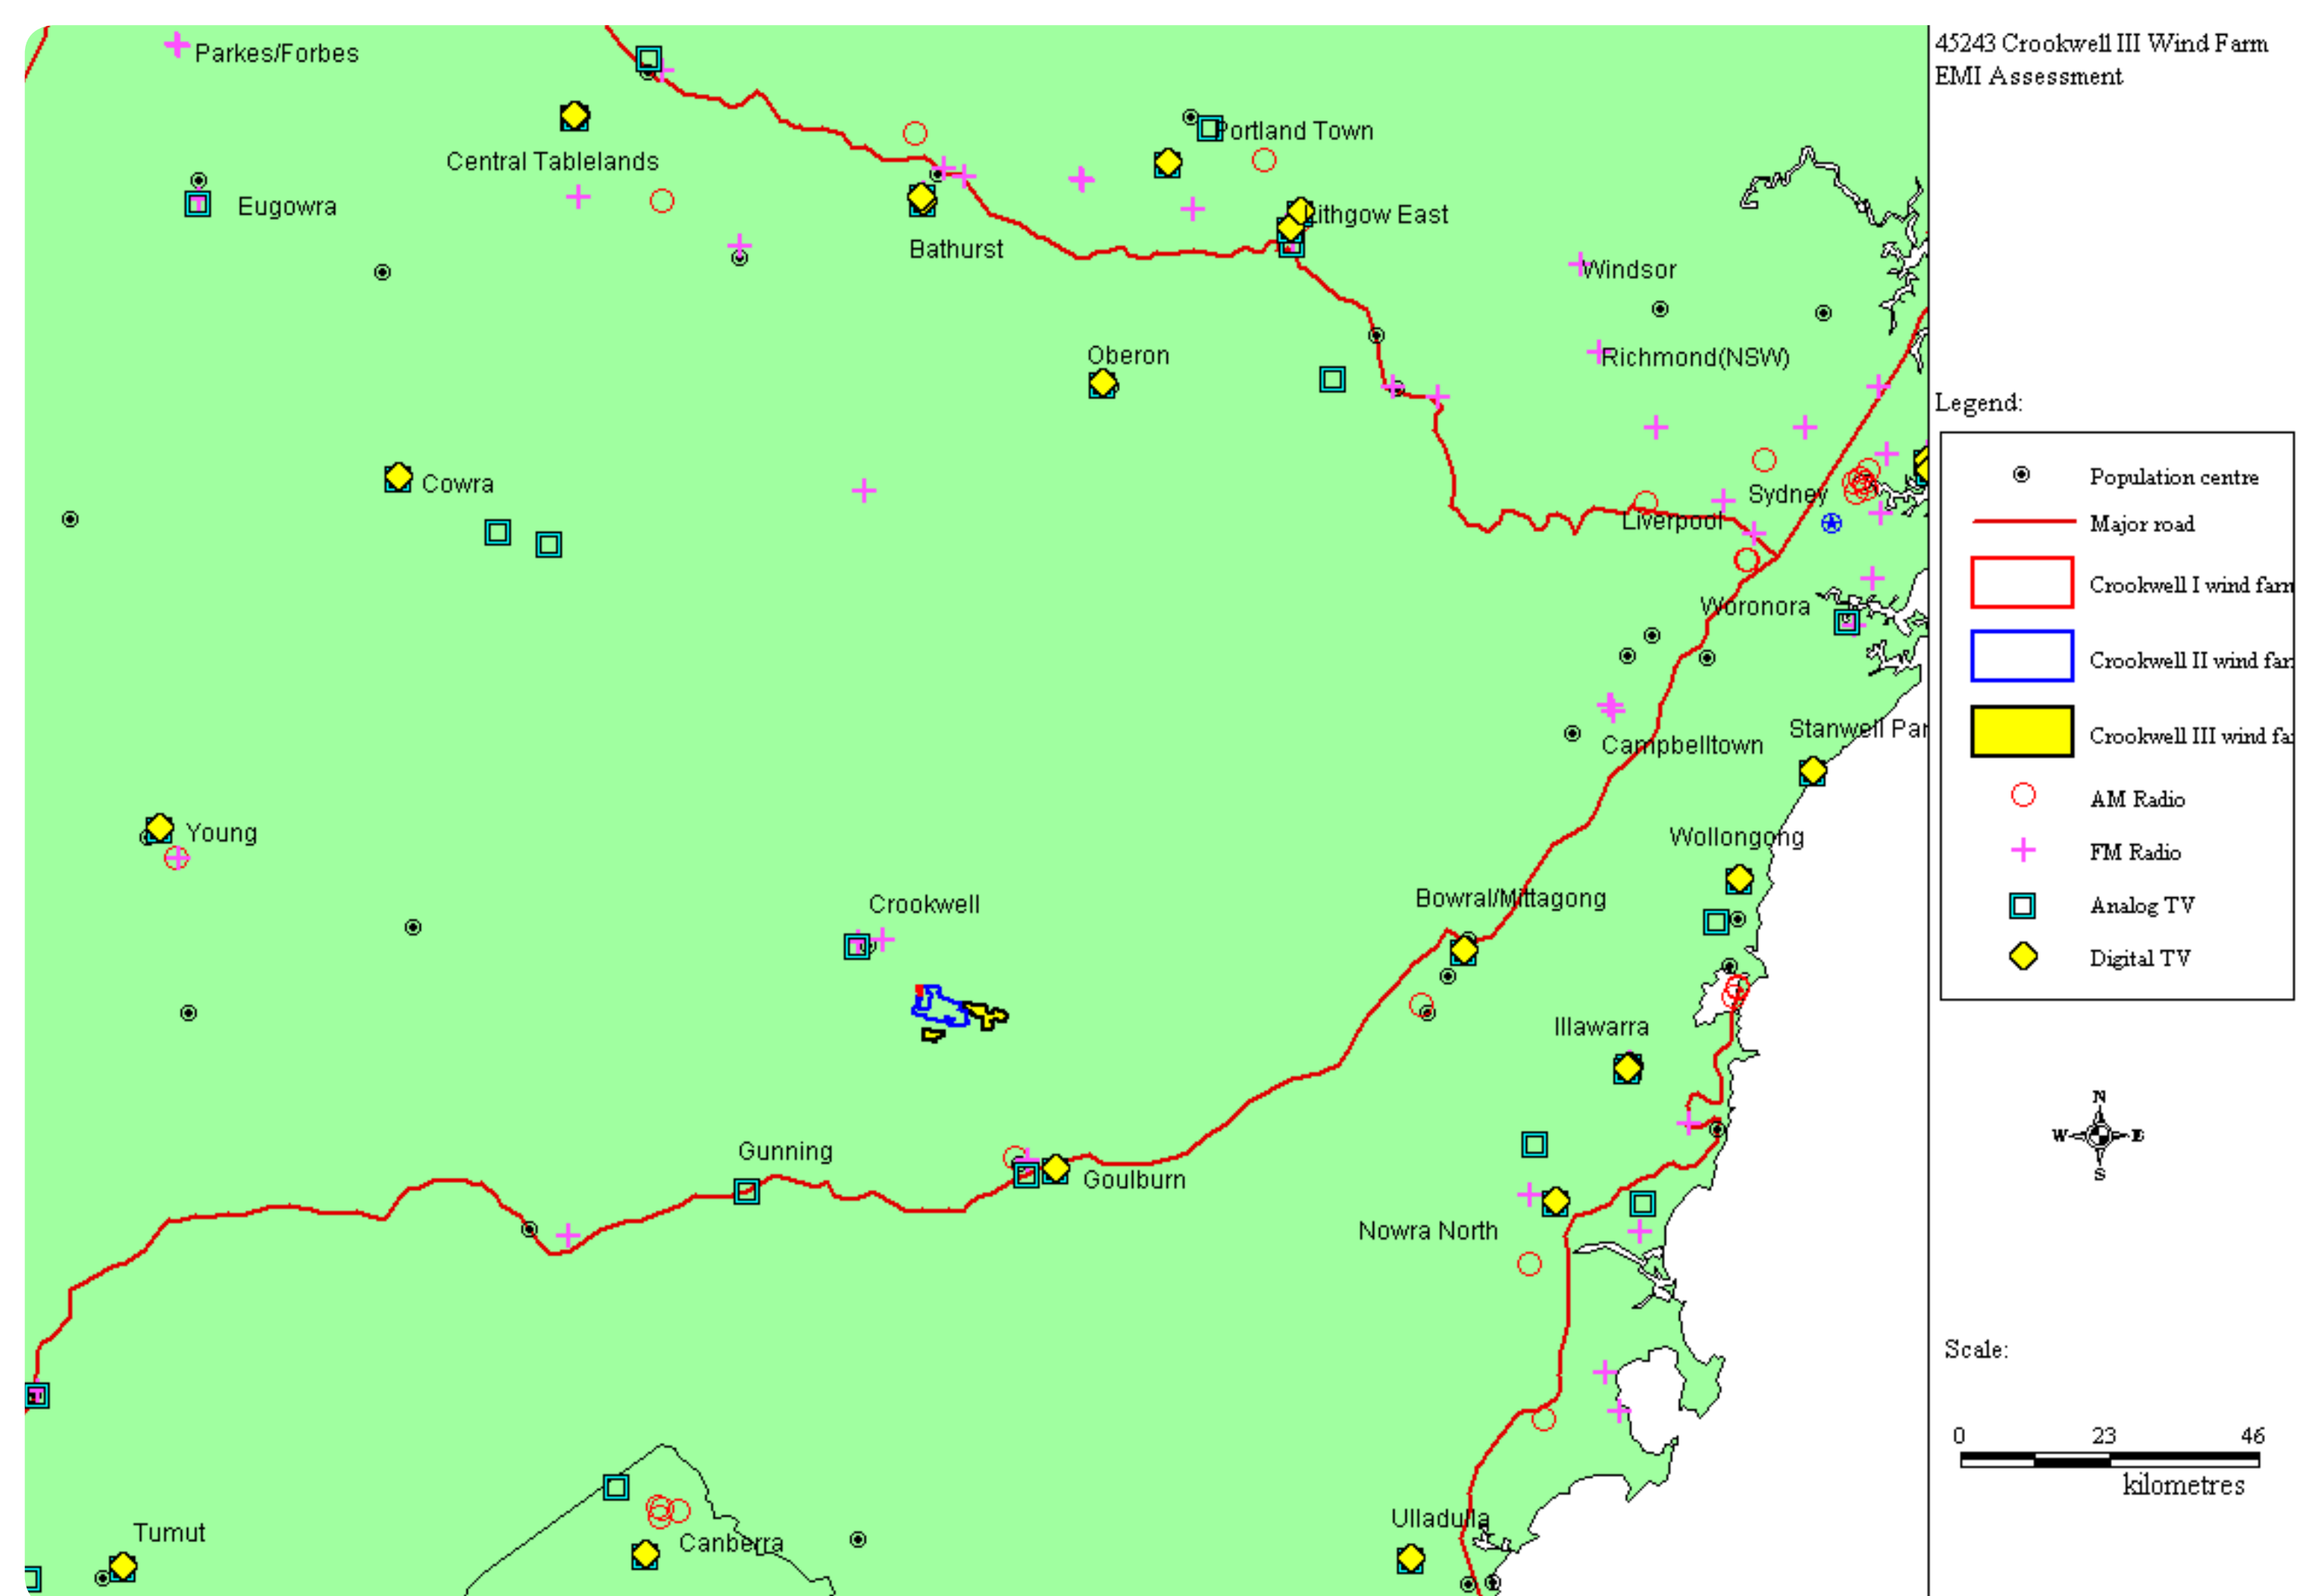 45243 Crookwell III Wind Farm
EMI Assessment
Parkes/Forbes
Portland Town
Central Tablelands
Eugowra
Lithgow East
Bathurst
Windsor
Oberon
Richmond(NSW)
Cowra
Sydney
Liverpool
Woronora
Stanwell Par
Campbelltown
Young
Wollongong
Crookwell
Bowral/Mittagong
Illawarra
Gunning
Goulburn
Nowra North
Ulladulla
Tumut
Canberra
Legend:
Population centre
Major road
Crookwell I wind farm
Crookwell II wind far
Crookwell III wind fa
AM Radio
FM Radio
Analog TV
Digital TV
N
W E
S
Scale:
0 23 46
kilometres